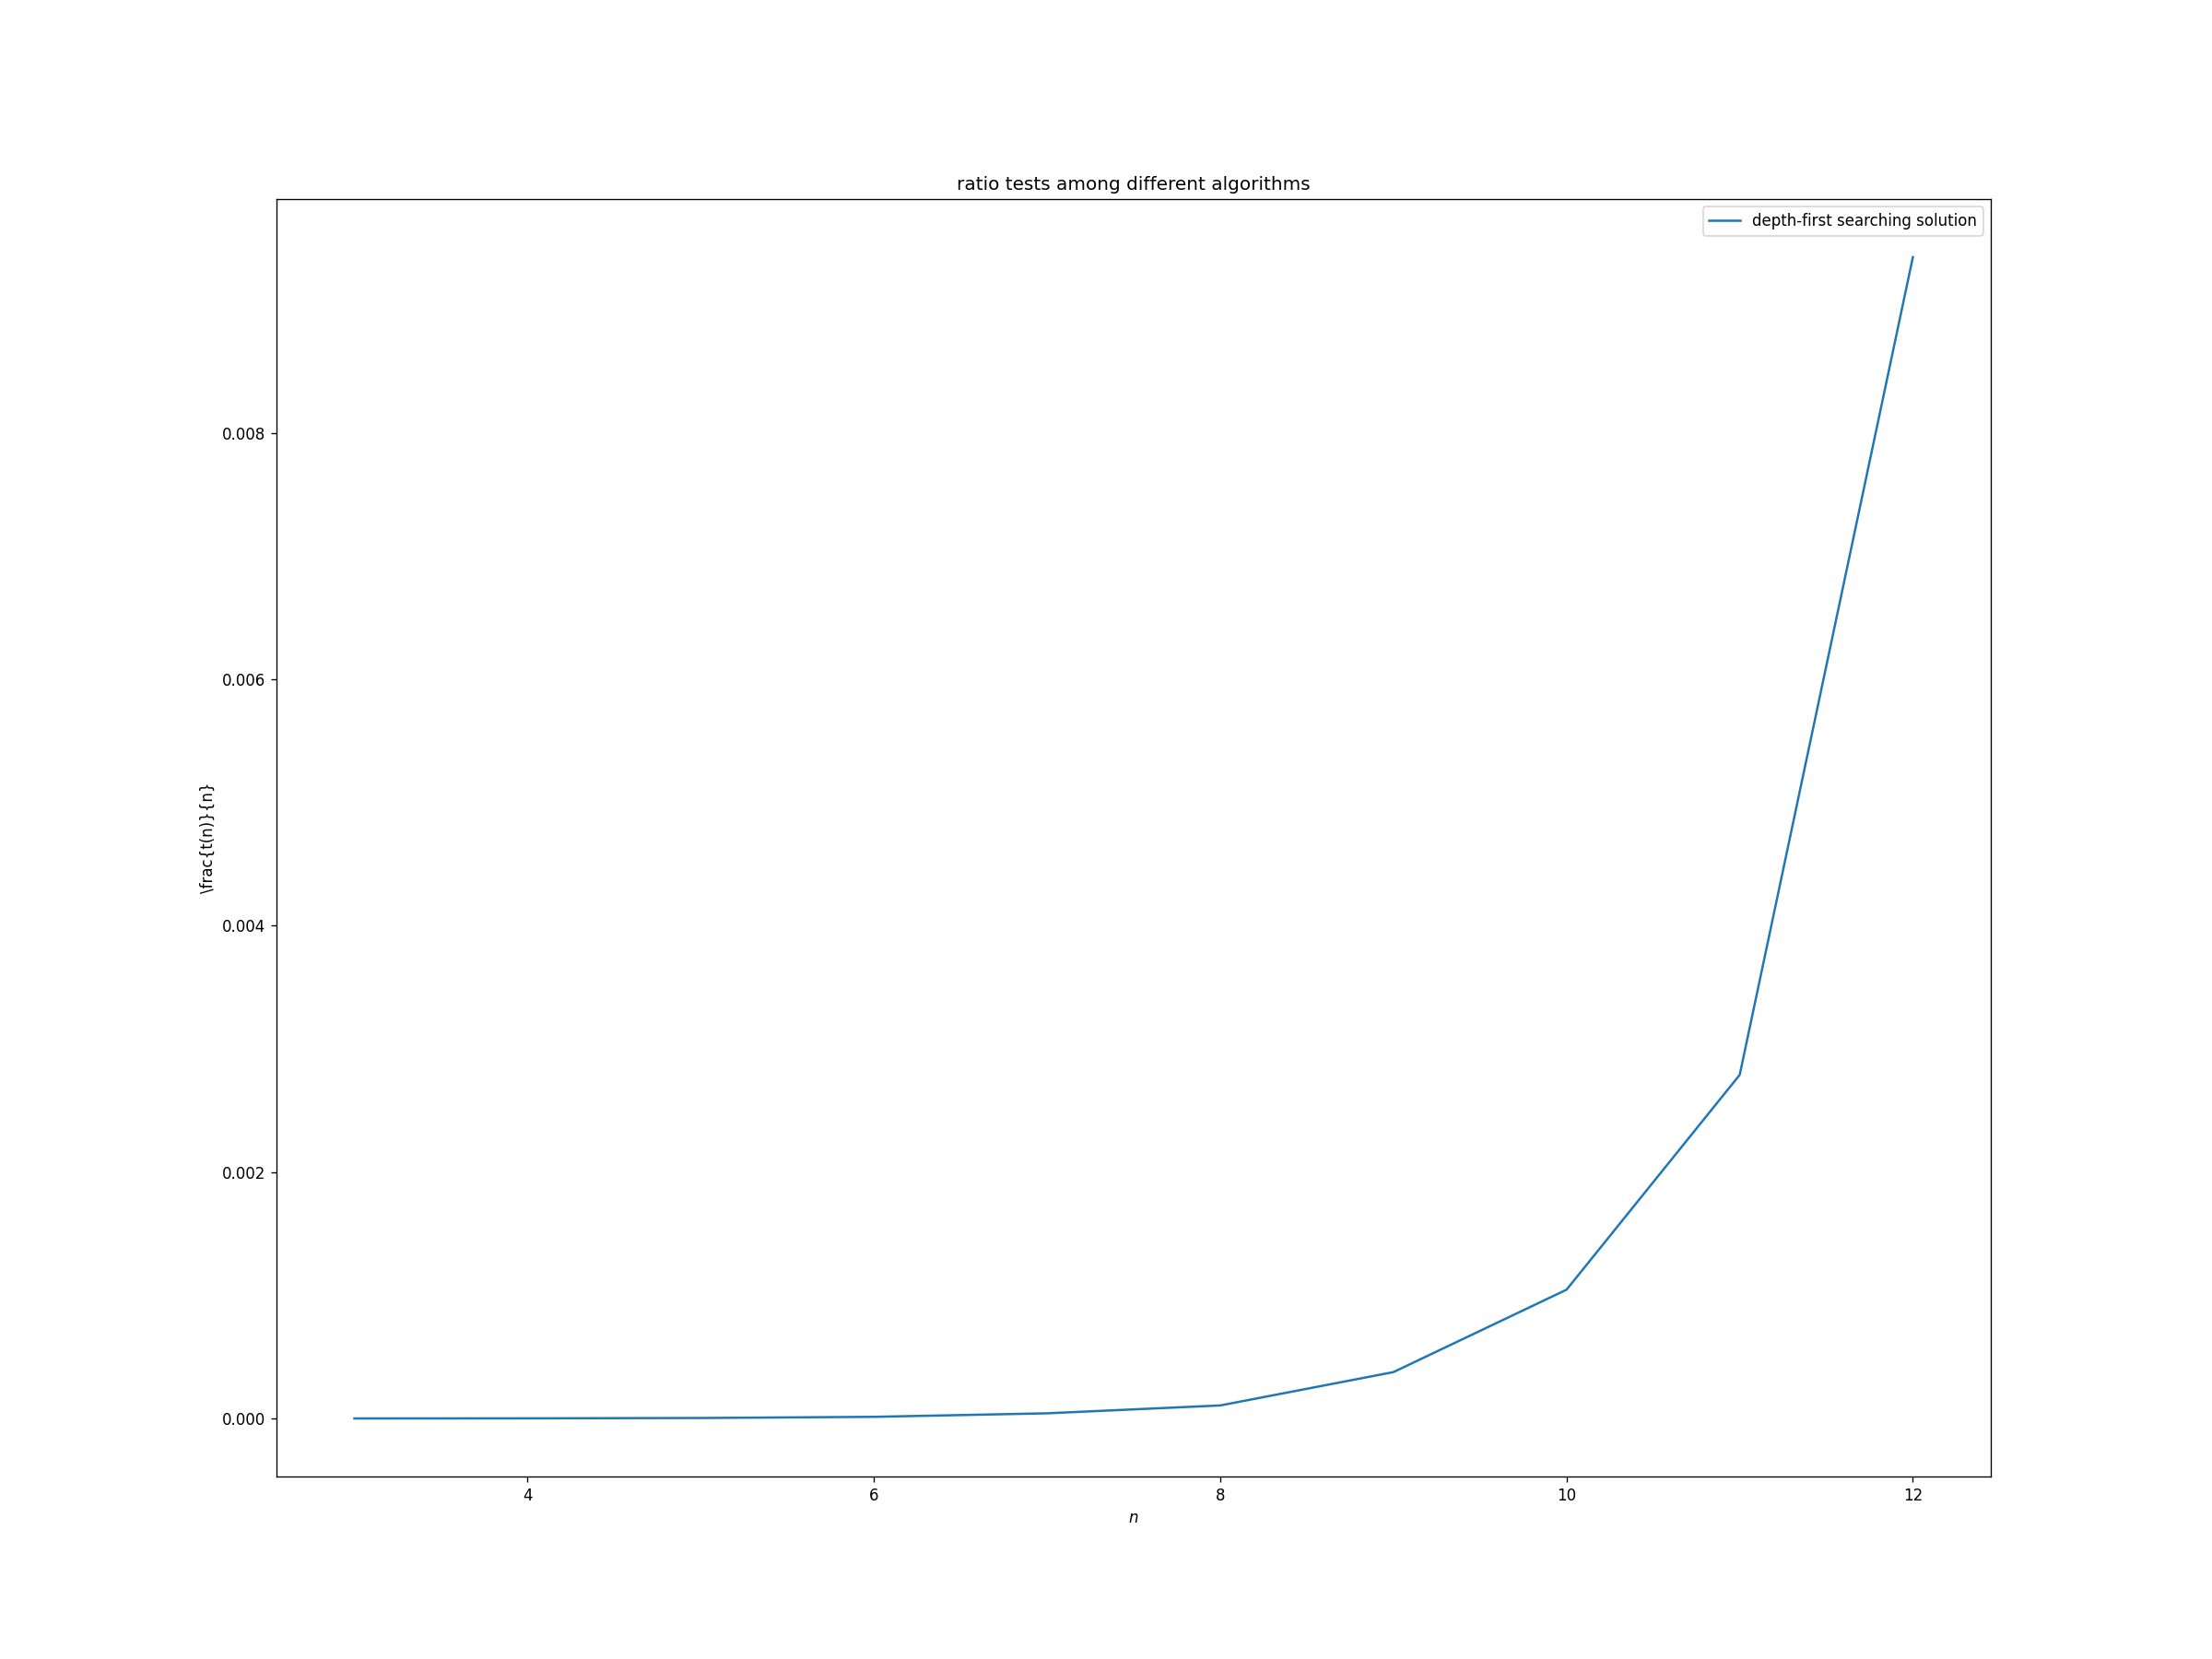 ratio tests among different algorithms
depth-first searching solution
0.008
0.006
0.004
0.002
0.000
\frac{t(n)}{n}
4 6 8 10 12
n